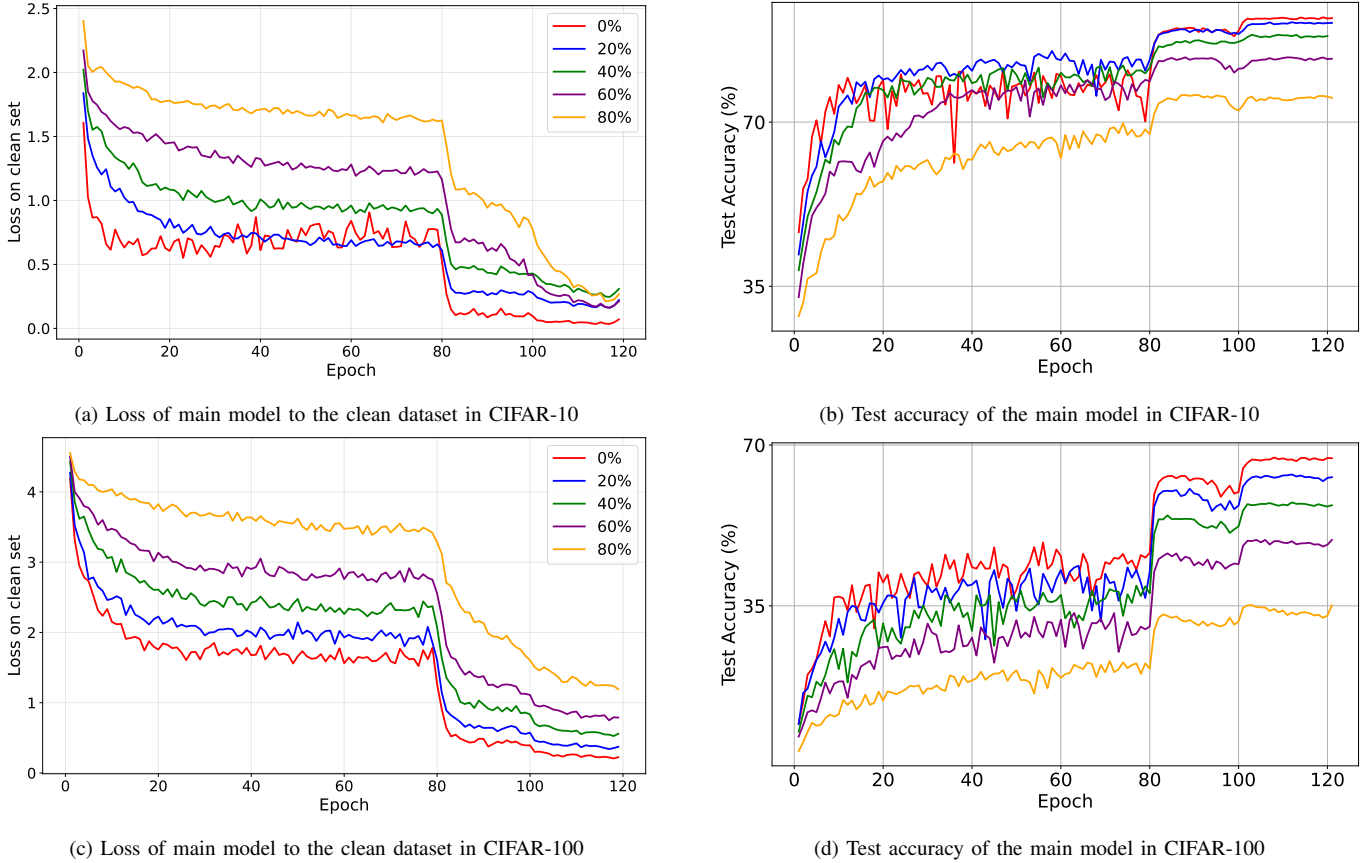 2.5
2.0
1.5
1.0
0.5
0.0
Loss on clean set
0 20 40 60 80 100 120
Epoch
0%
20%
40%
60%
80%
(a) Loss of main model to the clean dataset in CIFAR-10
70
35
Test Accuracy (%)
0 20 40 60 80 100 120
Epoch
(b) Test accuracy of the main model in CIFAR-10
4
3
2
1
0
Loss on clean set
0 20 40 60 80 100 120
Epoch
0%
20%
40%
60%
80%
(c) Loss of main model to the clean dataset in CIFAR-100
70
35
Test Accuracy (%)
0 20 40 60 80 100 120
Epoch
(d) Test accuracy of the main model in CIFAR-100